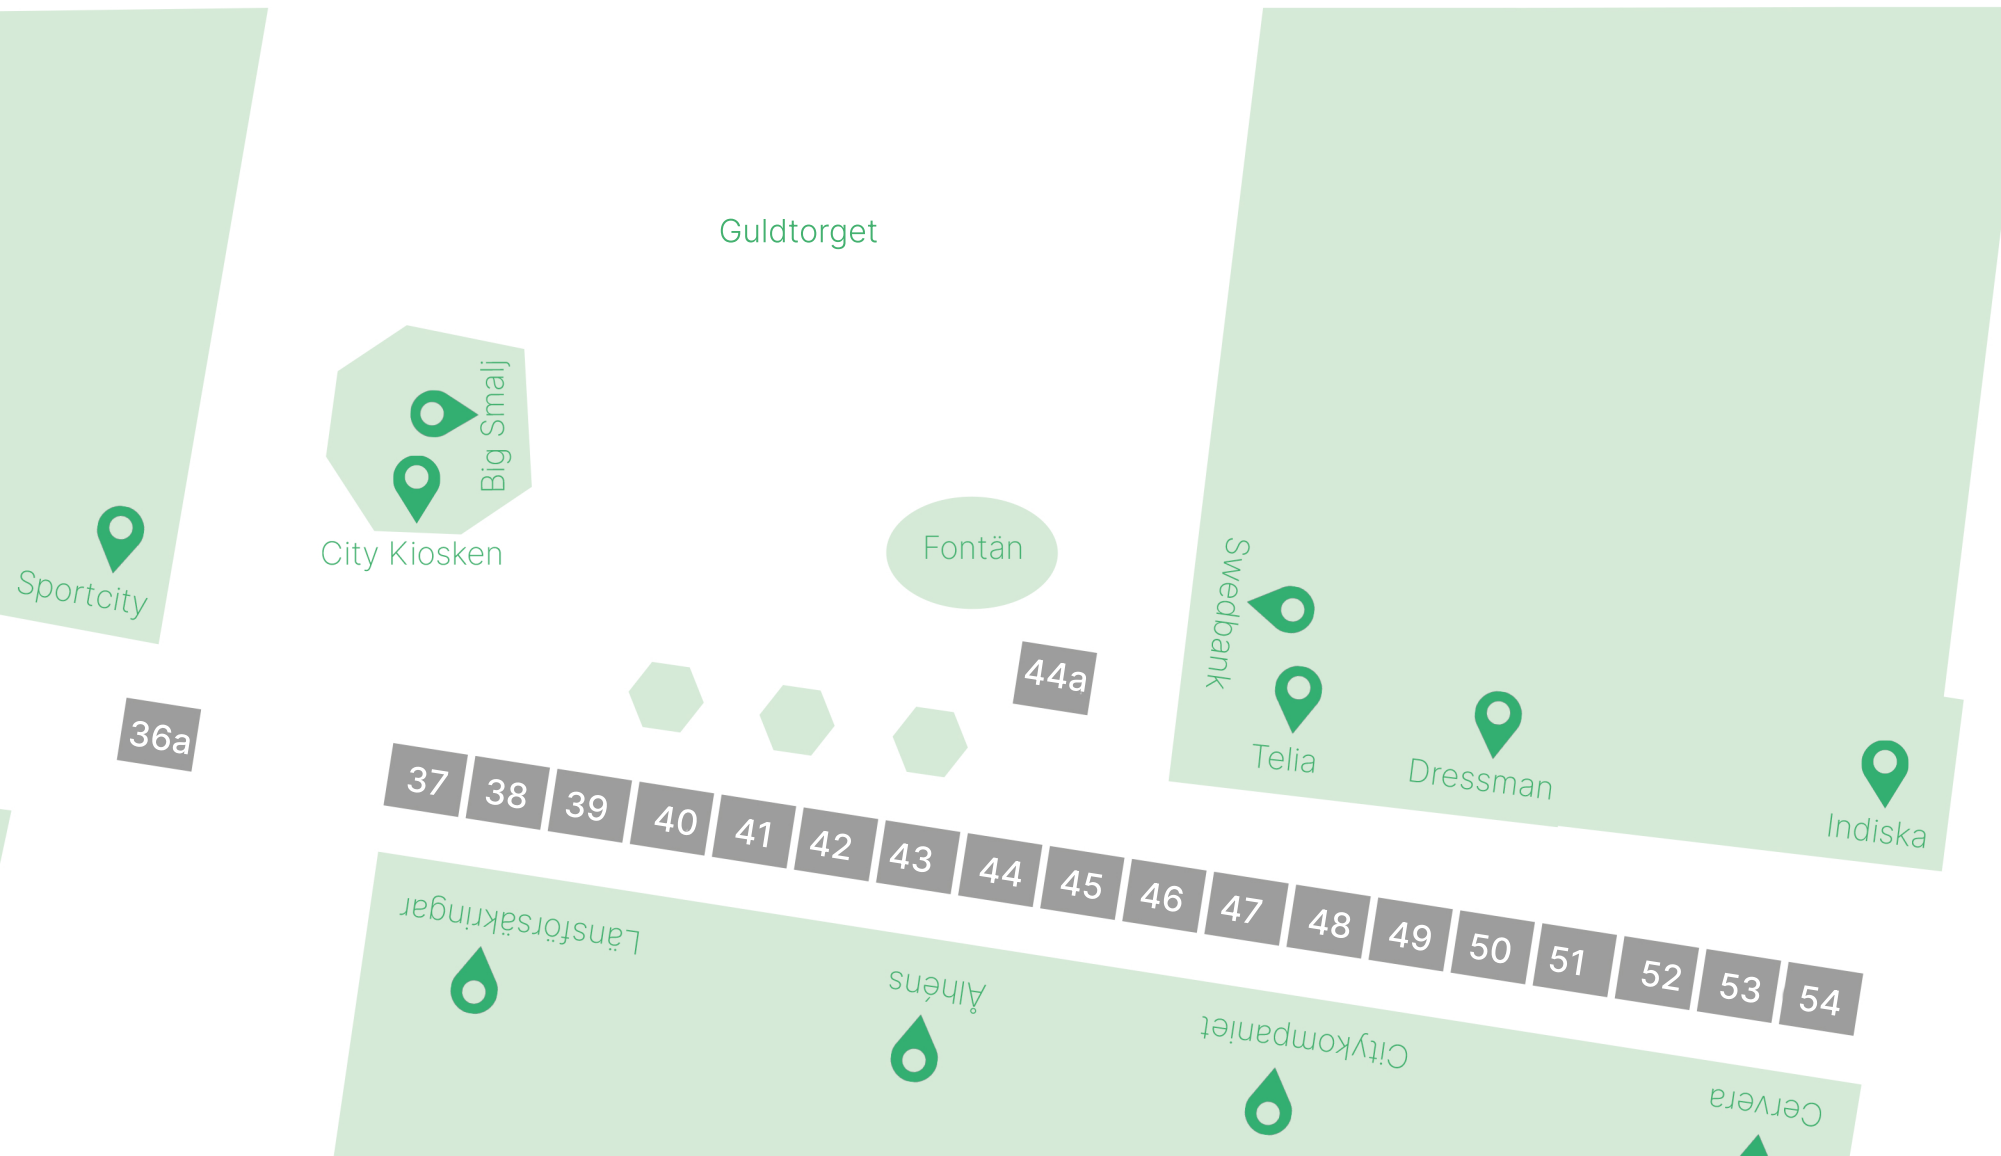 Guldtorget
Big Smalj
City Kiosken
Sportcity
Fontän
Swedbank
Telia
Dressman
Indiska
44a
36a
37
38
39
40
41
42
43
44
45
46
47
48
49
50
51
52
53
54
Länsförsäkringar
Åhléns
Citykompaniet
Cervera